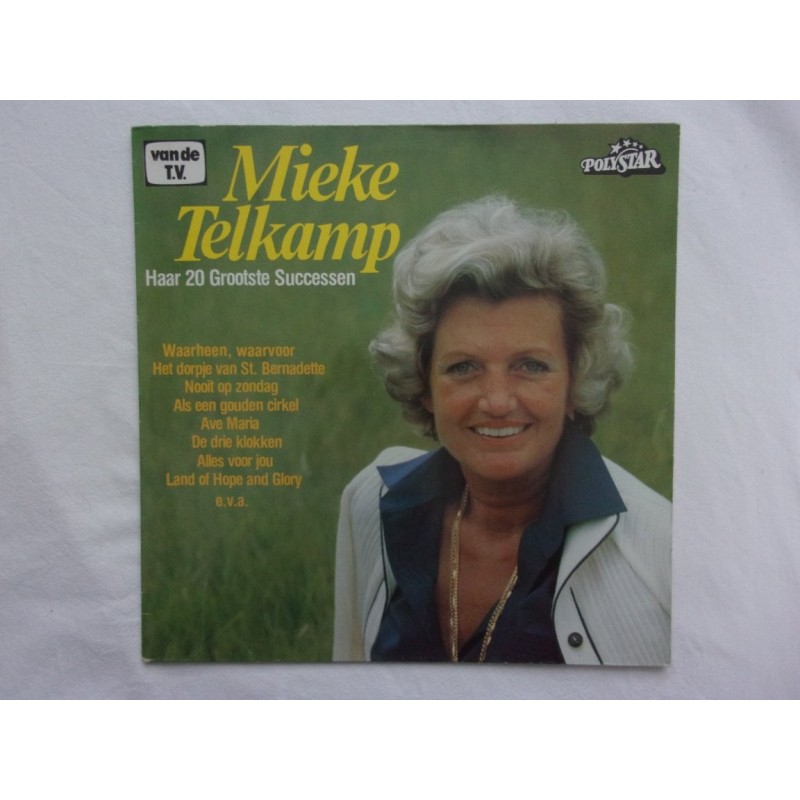 van de
T.V.
Mieke
Telkamp
Haar 20 Grootste Successen
POLYSTAR
Waarheen, waarvoor
Het dorpje van St. Bernadette
Nooit op zondag
Als een gouden cirkel
Ave Maria
De drie klokken
Alles voor jou
Land of Hope and Glory
e.v.a.